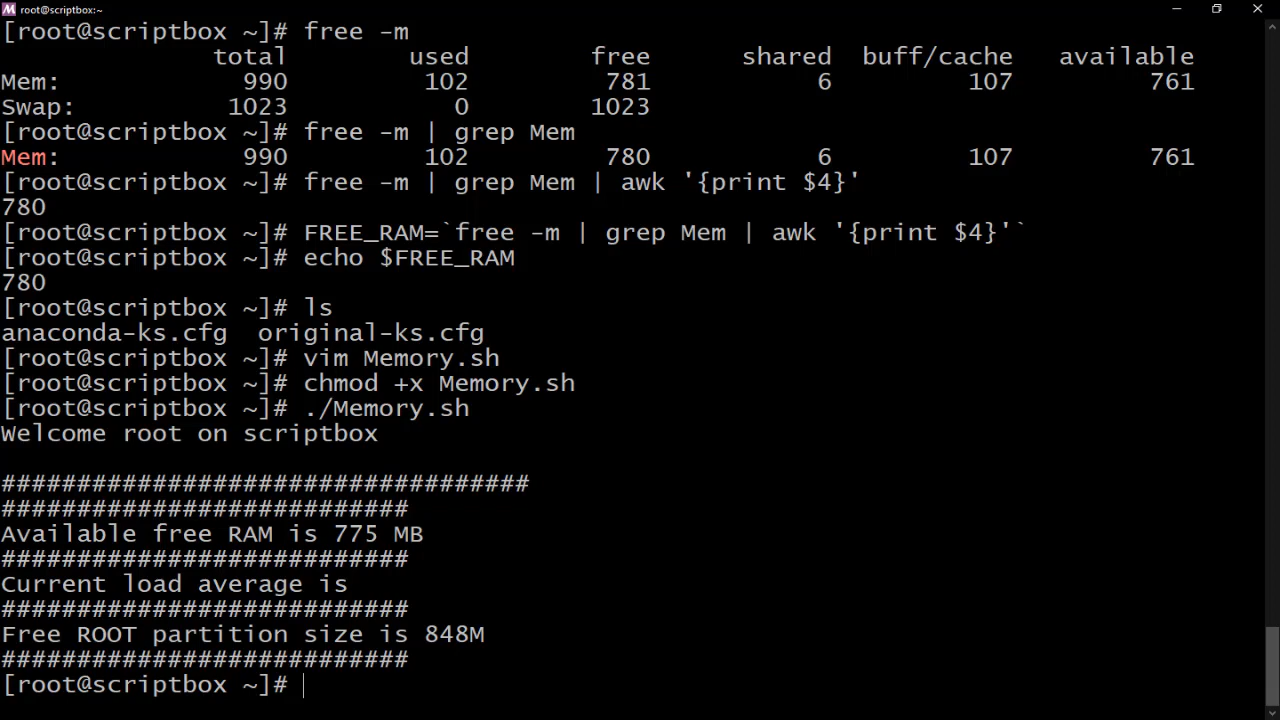 root@scriptbox:~
[root@scriptbox ~]# free -m
total used free shared buff/cache available
Mem: 990 102 781 6 107 761
Swap: 1023 0 1023
[root@scriptbox ~]# free -m | grep Mem
Mem: 990 102 780 6 107 761
[root@scriptbox ~]# free -m | grep Mem | awk '{print $4}'
780
[root@scriptbox ~]# FREE_RAM=`free -m | grep Mem | awk '{print $4}'`
[root@scriptbox ~]# echo $FREE_RAM
780
[root@scriptbox ~]# ls
anaconda-ks.cfg original-ks.cfg
[root@scriptbox ~]# vim Memory.sh
[root@scriptbox ~]# chmod +x Memory.sh
[root@scriptbox ~]# ./Memory.sh
Welcome root on scriptbox
###################################
###########################
Available free RAM is 775 MB
###########################
Current load average is
###########################
Free ROOT partition size is 848M
###########################
[root@scriptbox ~]#